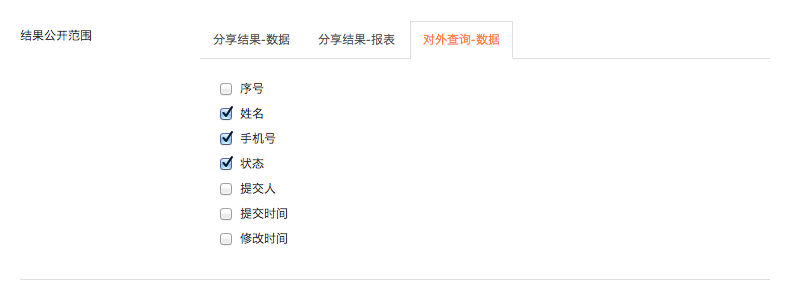 结果公开范围
分享结果-数据 分享结果-报表 对外查询-数据
序号
姓名
手机号
状态
提交人
提交时间
修改时间